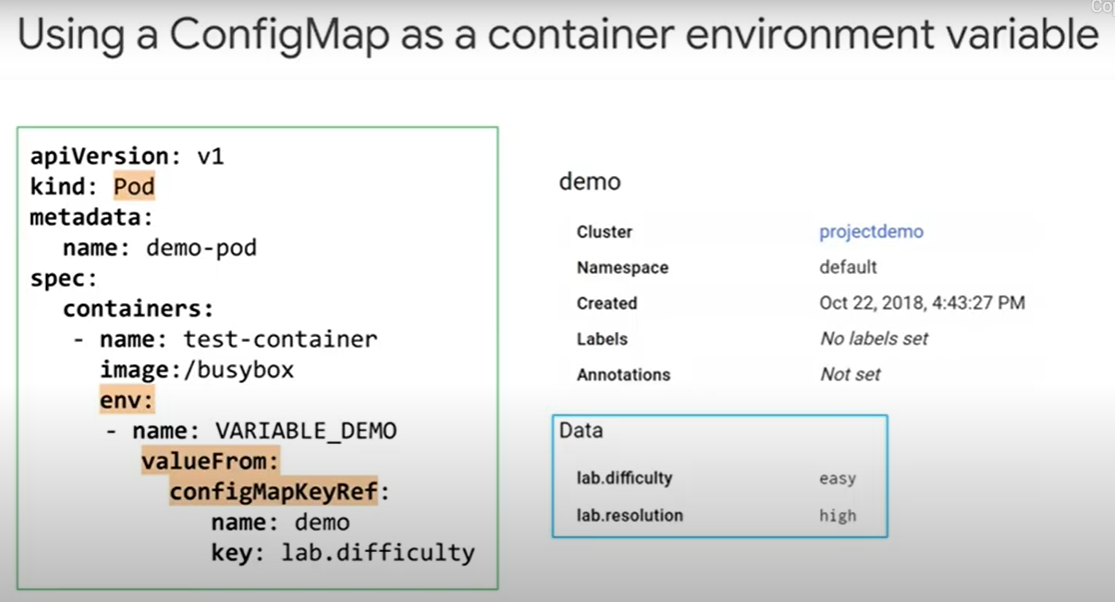 Using a ConfigMap as a container environment variable
apiVersion: v1
kind: Pod
metadata:
name: demo-pod
spec:
containers:
- name: test-container
image:/busybox
env:
- name: VARIABLE_DEMO
valueFrom:
configMapKeyRef:
name: demo
key: lab.difficulty
demo
Cluster projectdemo
Namespace default
Created Oct 22, 2018, 4:43:27 PM
Labels No labels set
Annotations Not set
Data
lab.difficulty easy
lab.resolution high